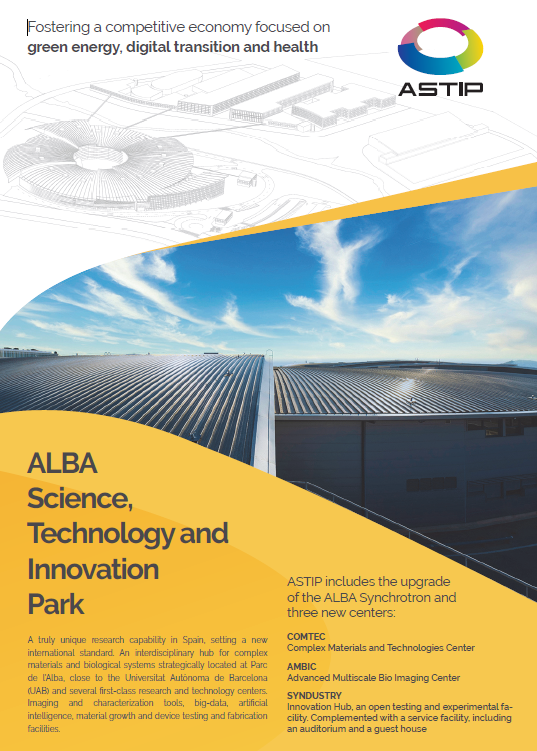 Fostering a competitive economy focused on
green energy, digital transition and health
ASTIP
ALBA
Science,
Technology and
Innovation
Park
A truly unique research capability in Spain, setting a new
international standard. An interdisciplinary hub for complex
materials and biological systems strategically located at Parc
de l'Alba, close to the Universitat Autònoma de Barcelona
(UAB) and several first-class research and technology centers.
Imaging and characterization tools, big-data, artificial
intelligence, material growth and device testing and fabrication
facilities.
ASTIP includes the upgrade
of the ALBA Synchrotron and
three new centers:
COMTEC
Complex Materials and Technologies Center
AMBIC
Advanced Multiscale Bio Imaging Center
SYNDUSTRY
Innovation Hub, an open testing and experimental fa-
cility. Complemented with a service facility, including
an auditorium and a guest house